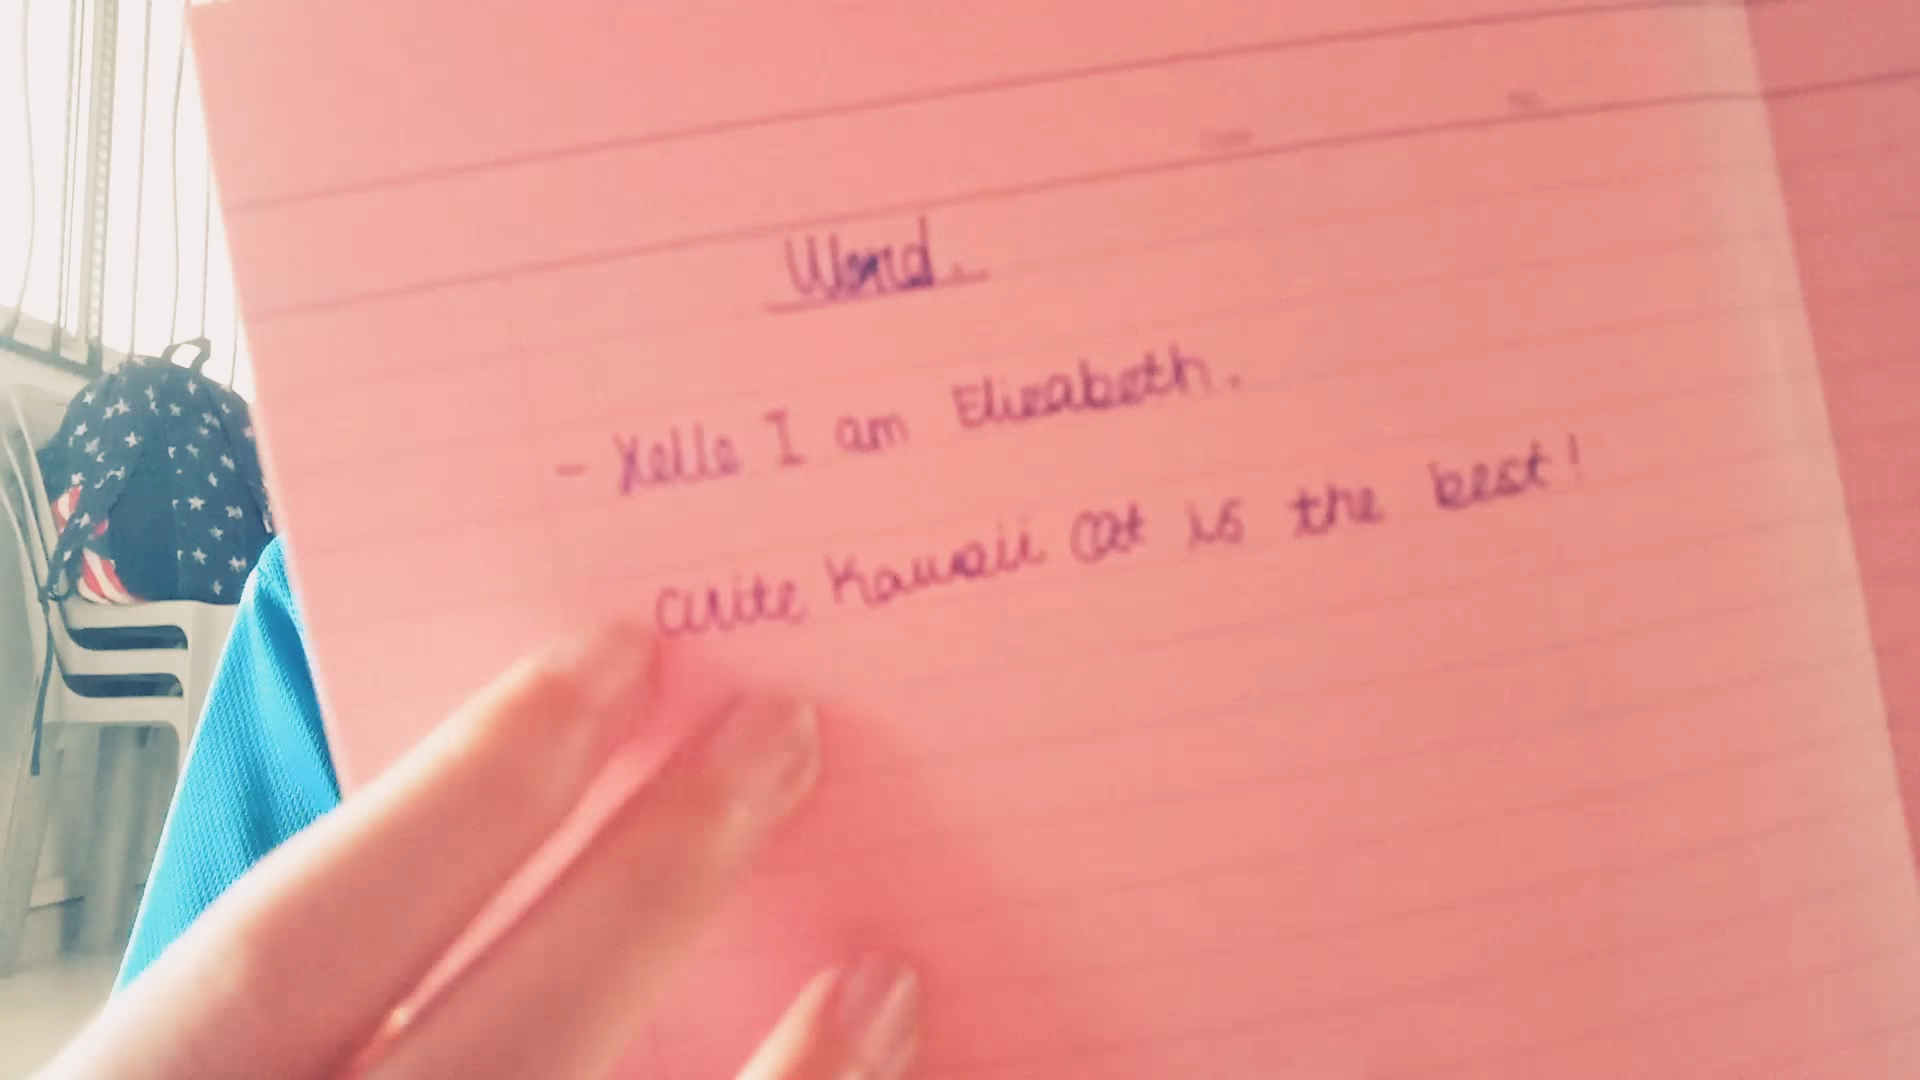 Word.
- Hello I am Elizabeth.
Cute Kawaii Cat is the best!